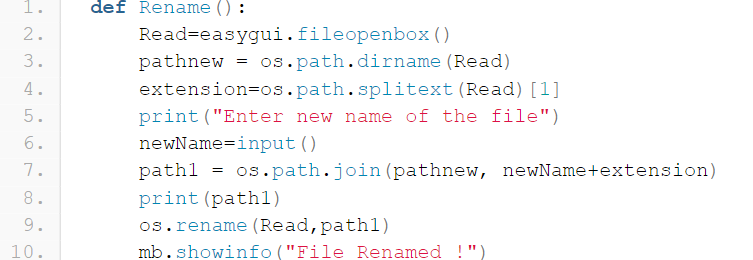 1. def Rename():
2. Read=easygui.fileopenbox()
3. pathnew = os.path.dirname(Read)
4. extension=os.path.splitext(Read)[1]
5. print("Enter new name of the file")
6. newName=input()
7. path1 = os.path.join(pathnew, newName+extension)
8. print(path1)
9. os.rename(Read,path1)
10. mb.showinfo("File Renamed !")